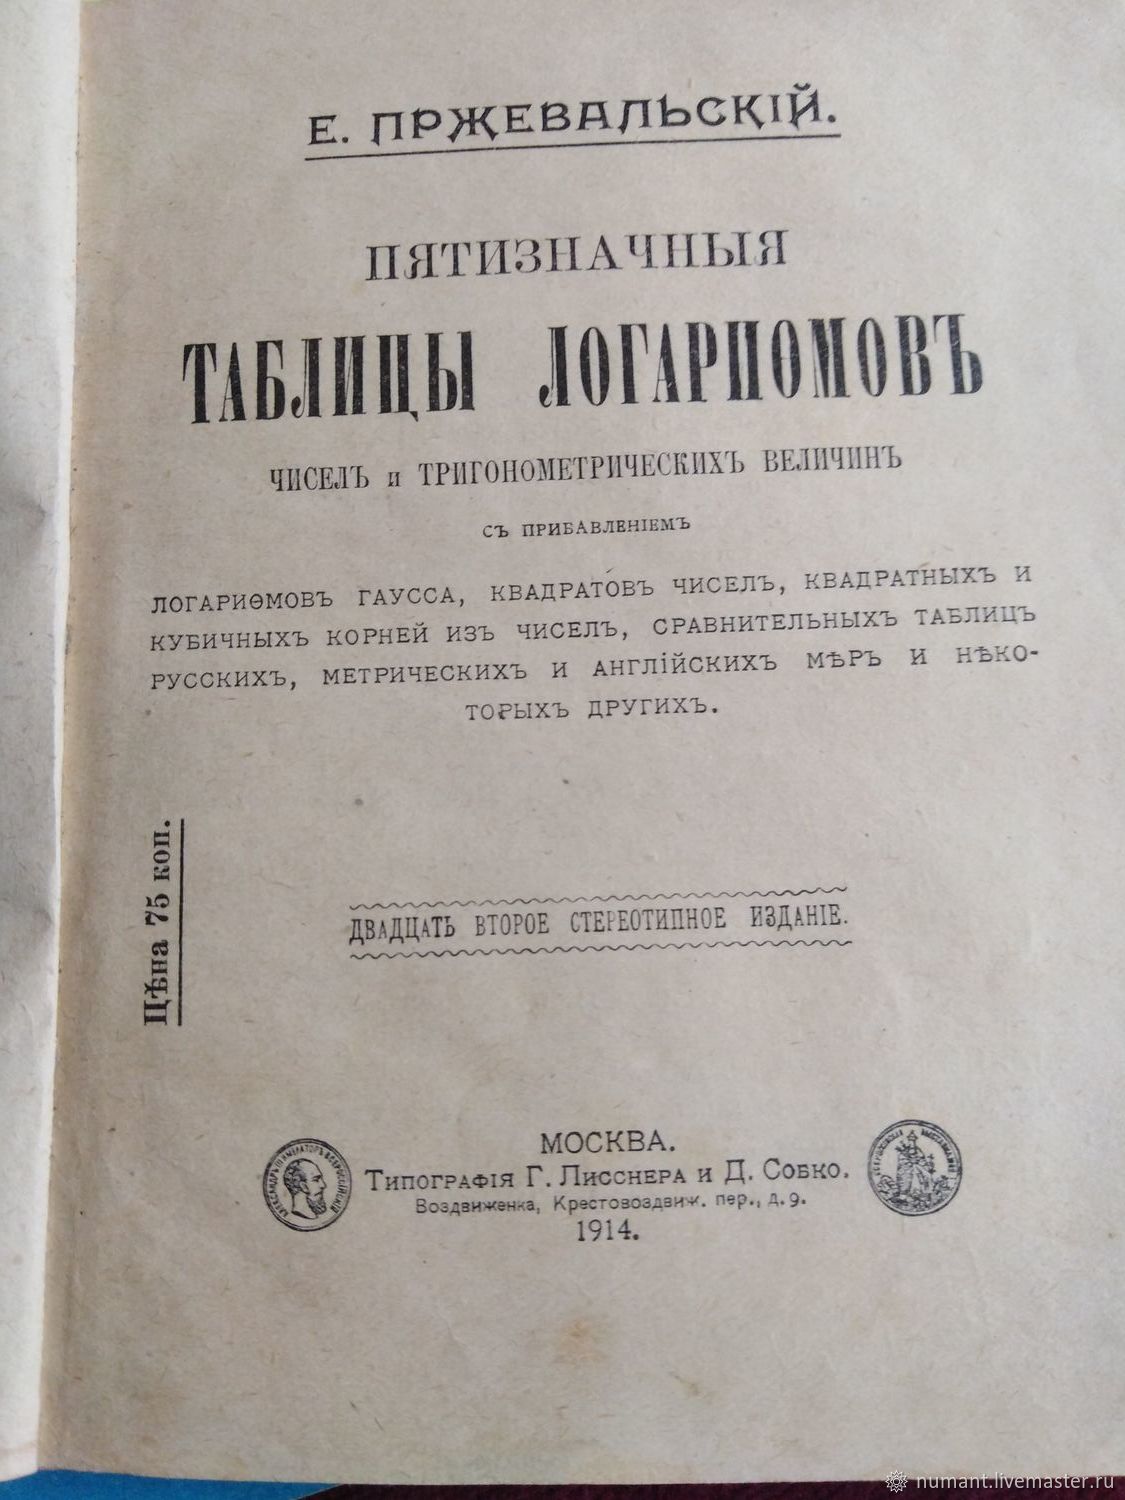 Е. ПРЖЕВАЛЬСКІЙ.
ПЯТИЗНАЧНЫЯ
ТАБЛИЦЫ ЛОГАРИѲМОВЪ
ЧИСЕЛЪ и ТРИГОНОМЕТРИЧЕСКИХЪ ВЕЛИЧИНЪ
СЪ ПРИБАВЛЕНІЕМЪ
ЛОГАРИѲМОВЪ ГАУССА, КВАДРАТОВЪ ЧИСЕЛЪ, КВАДРАТНЫХЪ И
КУБИЧНЫХЪ КОРНЕЙ ИЗЪ ЧИСЕЛЪ, СРАВНИТЕЛЬНЫХЪ ТАБЛИЦЪ
РУССКИХЪ, МЕТРИЧЕСКИХЪ И АНГЛІЙСКИХЪ МѢРЪ И НѢКО-
ТОРЫХЪ ДРУГИХЪ.
Цѣна 75 коп.
ДВАДЦАТЬ ВТОРОЕ СТЕРЕОТИПНОЕ ИЗДАНІЕ.
МОСКВА.
Типографія Г. Лисснера и Д. Собко.
Воздвиженка, Крестовоздвиж. пер., д. 9.
1914.
numant.livemaster.ru